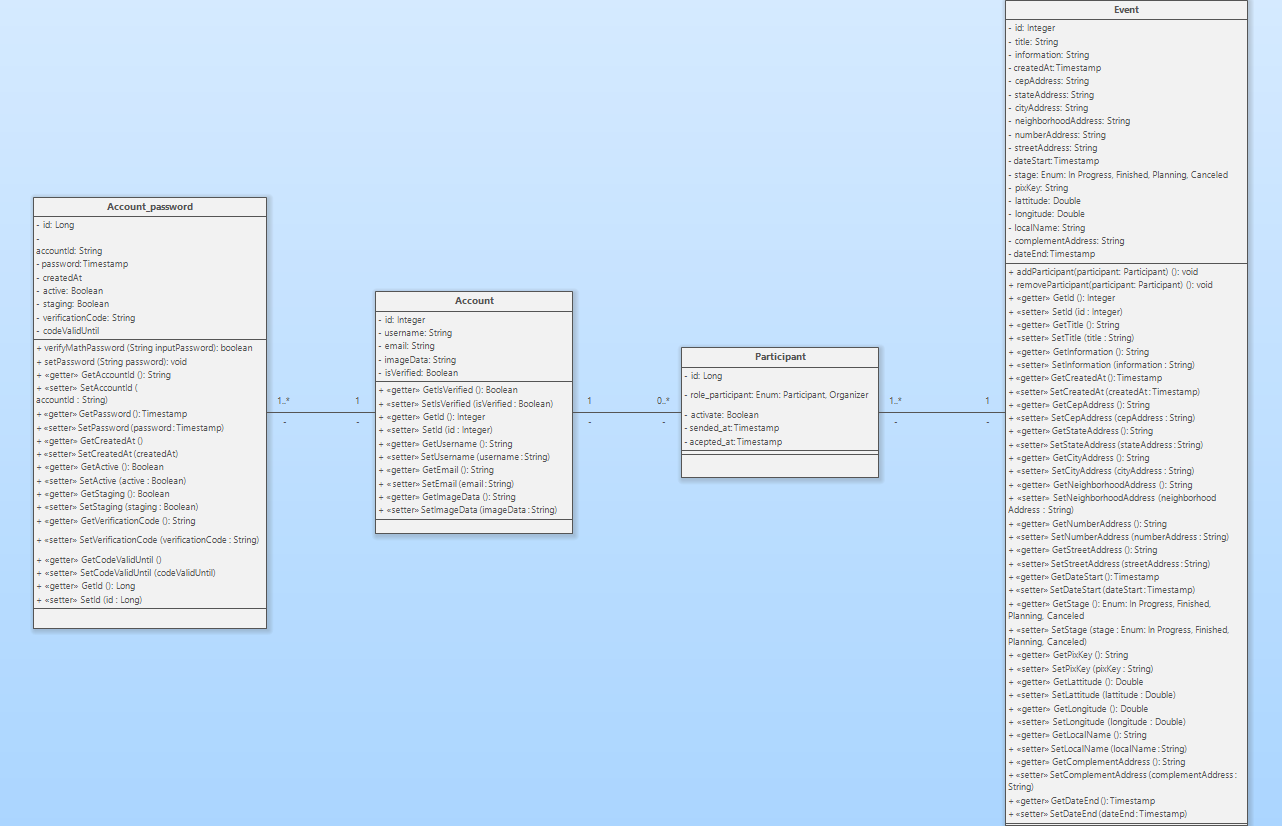 Account_password
- id: Long
-
accountId: String
- password: Timestamp
- createdAt
- active: Boolean
- staging: Boolean
- verificationCode: String
- codeValidUntil
+ verifyMathPassword (String inputPassword): boolean
+ setPassword (String password): void
+ «getter» GetAccountId (): String
+ «setter» SetAccountId (
accountId : String)
+ «getter» GetPassword (): Timestamp
+ «setter» SetPassword (password : Timestamp)
+ «getter» GetCreatedAt ()
+ «setter» SetCreatedAt (createdAt)
+ «getter» GetActive (): Boolean
+ «setter» SetActive (active : Boolean)
+ «getter» GetStaging (): Boolean
+ «setter» SetStaging (staging : Boolean)
+ «getter» GetVerificationCode (): String
+ «setter» SetVerificationCode (verificationCode : String)
+ «getter» GetCodeValidUntil ()
+ «setter» SetCodeValidUntil (codeValidUntil)
+ «getter» GetId (): Long
+ «setter» SetId (id : Long)
1..*
-
1
-
Account
- id: Integer
- username: String
- email: String
- imageData: String
- isVerified: Boolean
+ «getter» GetIsVerified (): Boolean
+ «setter» SetIsVerified (isVerified : Boolean)
+ «getter» GetId (): Integer
+ «setter» SetId (id : Integer)
+ «getter» GetUsername (): String
+ «setter» SetUsername (username : String)
+ «getter» GetEmail (): String
+ «setter» SetEmail (email : String)
+ «getter» GetImageData (): String
+ «setter» SetImageData (imageData : String)
1
-
0..*
-
Participant
- id: Long
- role_participant: Enum: Participant, Organizer
- activate: Boolean
- sended_at: Timestamp
- acepted_at: Timestamp
1..*
-
1
-
Event
- id: Integer
- title: String
- information: String
- createdAt: Timestamp
- cepAddress: String
- stateAddress: String
- cityAddress: String
- neighborhoodAddress: String
- numberAddress: String
- streetAddress: String
- dateStart: Timestamp
- stage: Enum: In Progress, Finished, Planning, Canceled
- pixKey: String
- lattitude: Double
- longitude: Double
- localName: String
- complementAddress: String
- dateEnd: Timestamp
+ addParticipant(participant: Participant) (): void
+ removeParticipant(participant: Participant) (): void
+ «getter» GetId (): Integer
+ «setter» SetId (id : Integer)
+ «getter» GetTitle (): String
+ «setter» SetTitle (title : String)
+ «getter» GetInformation (): String
+ «setter» SetInformation (information : String)
+ «getter» GetCreatedAt (): Timestamp
+ «setter» SetCreatedAt (createdAt : Timestamp)
+ «getter» GetCepAddress (): String
+ «setter» SetCepAddress (cepAddress : String)
+ «getter» GetStateAddress (): String
+ «setter» SetStateAddress (stateAddress : String)
+ «getter» GetCityAddress (): String
+ «setter» SetCityAddress (cityAddress : String)
+ «getter» GetNeighborhoodAddress (): String
+ «setter» SetNeighborhoodAddress (neighborhood
Address : String)
+ «getter» GetNumberAddress (): String
+ «setter» SetNumberAddress (numberAddress : String)
+ «getter» GetStreetAddress (): String
+ «setter» SetStreetAddress (streetAddress : String)
+ «getter» GetDateStart (): Timestamp
+ «setter» SetDateStart (dateStart : Timestamp)
+ «getter» GetStage (): Enum: In Progress, Finished,
Planning, Canceled
+ «setter» SetStage (stage : Enum: In Progress, Finished,
Planning, Canceled)
+ «getter» GetPixKey (): String
+ «setter» SetPixKey (pixKey : String)
+ «getter» GetLattitude (): Double
+ «setter» SetLattitude (lattitude : Double)
+ «getter» GetLongitude (): Double
+ «setter» SetLongitude (longitude : Double)
+ «getter» GetLocalName (): String
+ «setter» SetLocalName (localName : String)
+ «getter» GetComplementAddress (): String
+ «setter» SetComplementAddress (complementAddress :
String)
+ «getter» GetDateEnd (): Timestamp
+ «setter» SetDateEnd (dateEnd : Timestamp)